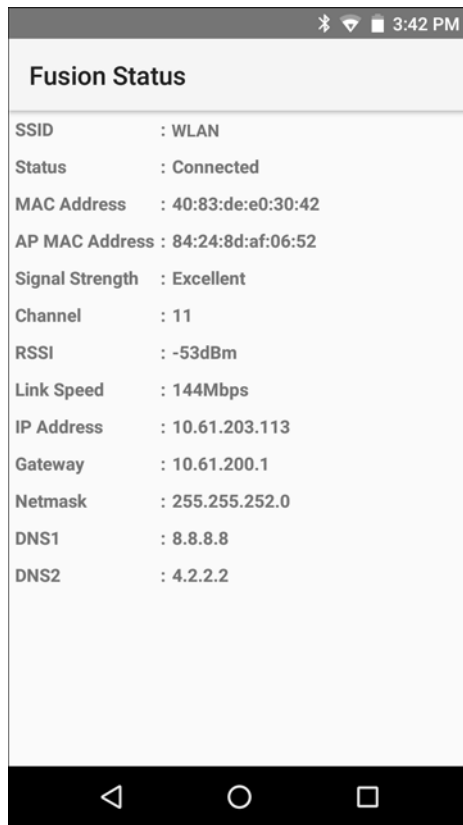 3:42 PM
Fusion Status
SSID : WLAN
Status : Connected
MAC Address : 40:83:de:e0:30:42
AP MAC Address : 84:24:8d:af:06:52
Signal Strength : Excellent
Channel : 11
RSSI : -53dBm
Link Speed : 144Mbps
IP Address : 10.61.203.113
Gateway : 10.61.200.1
Netmask : 255.255.252.0
DNS1 : 8.8.8.8
DNS2 : 4.2.2.2